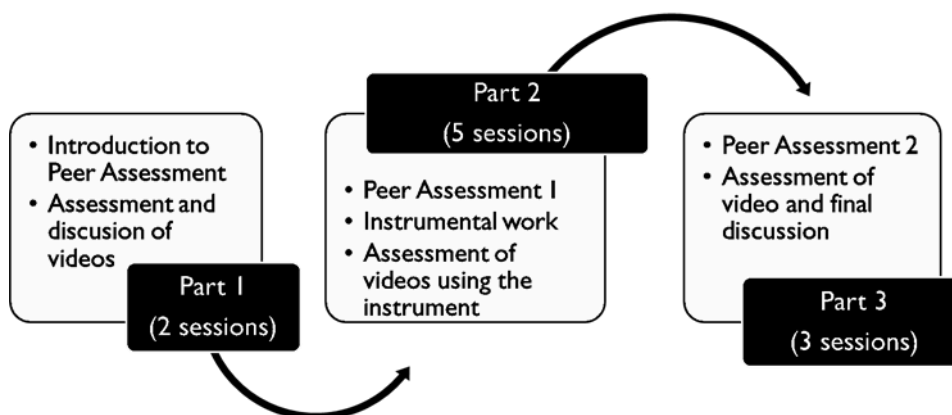 • Introduction to
Peer Assessment
• Assessment and
discusion of
videos
Part 1
(2 sessions)
Part 2
(5 sessions)
• Peer Assessment 1
• Instrumental work
• Assessment of
videos using the
instrument
• Peer Assessment 2
• Assessment of
video and final
discussion
Part 3
(3 sessions)